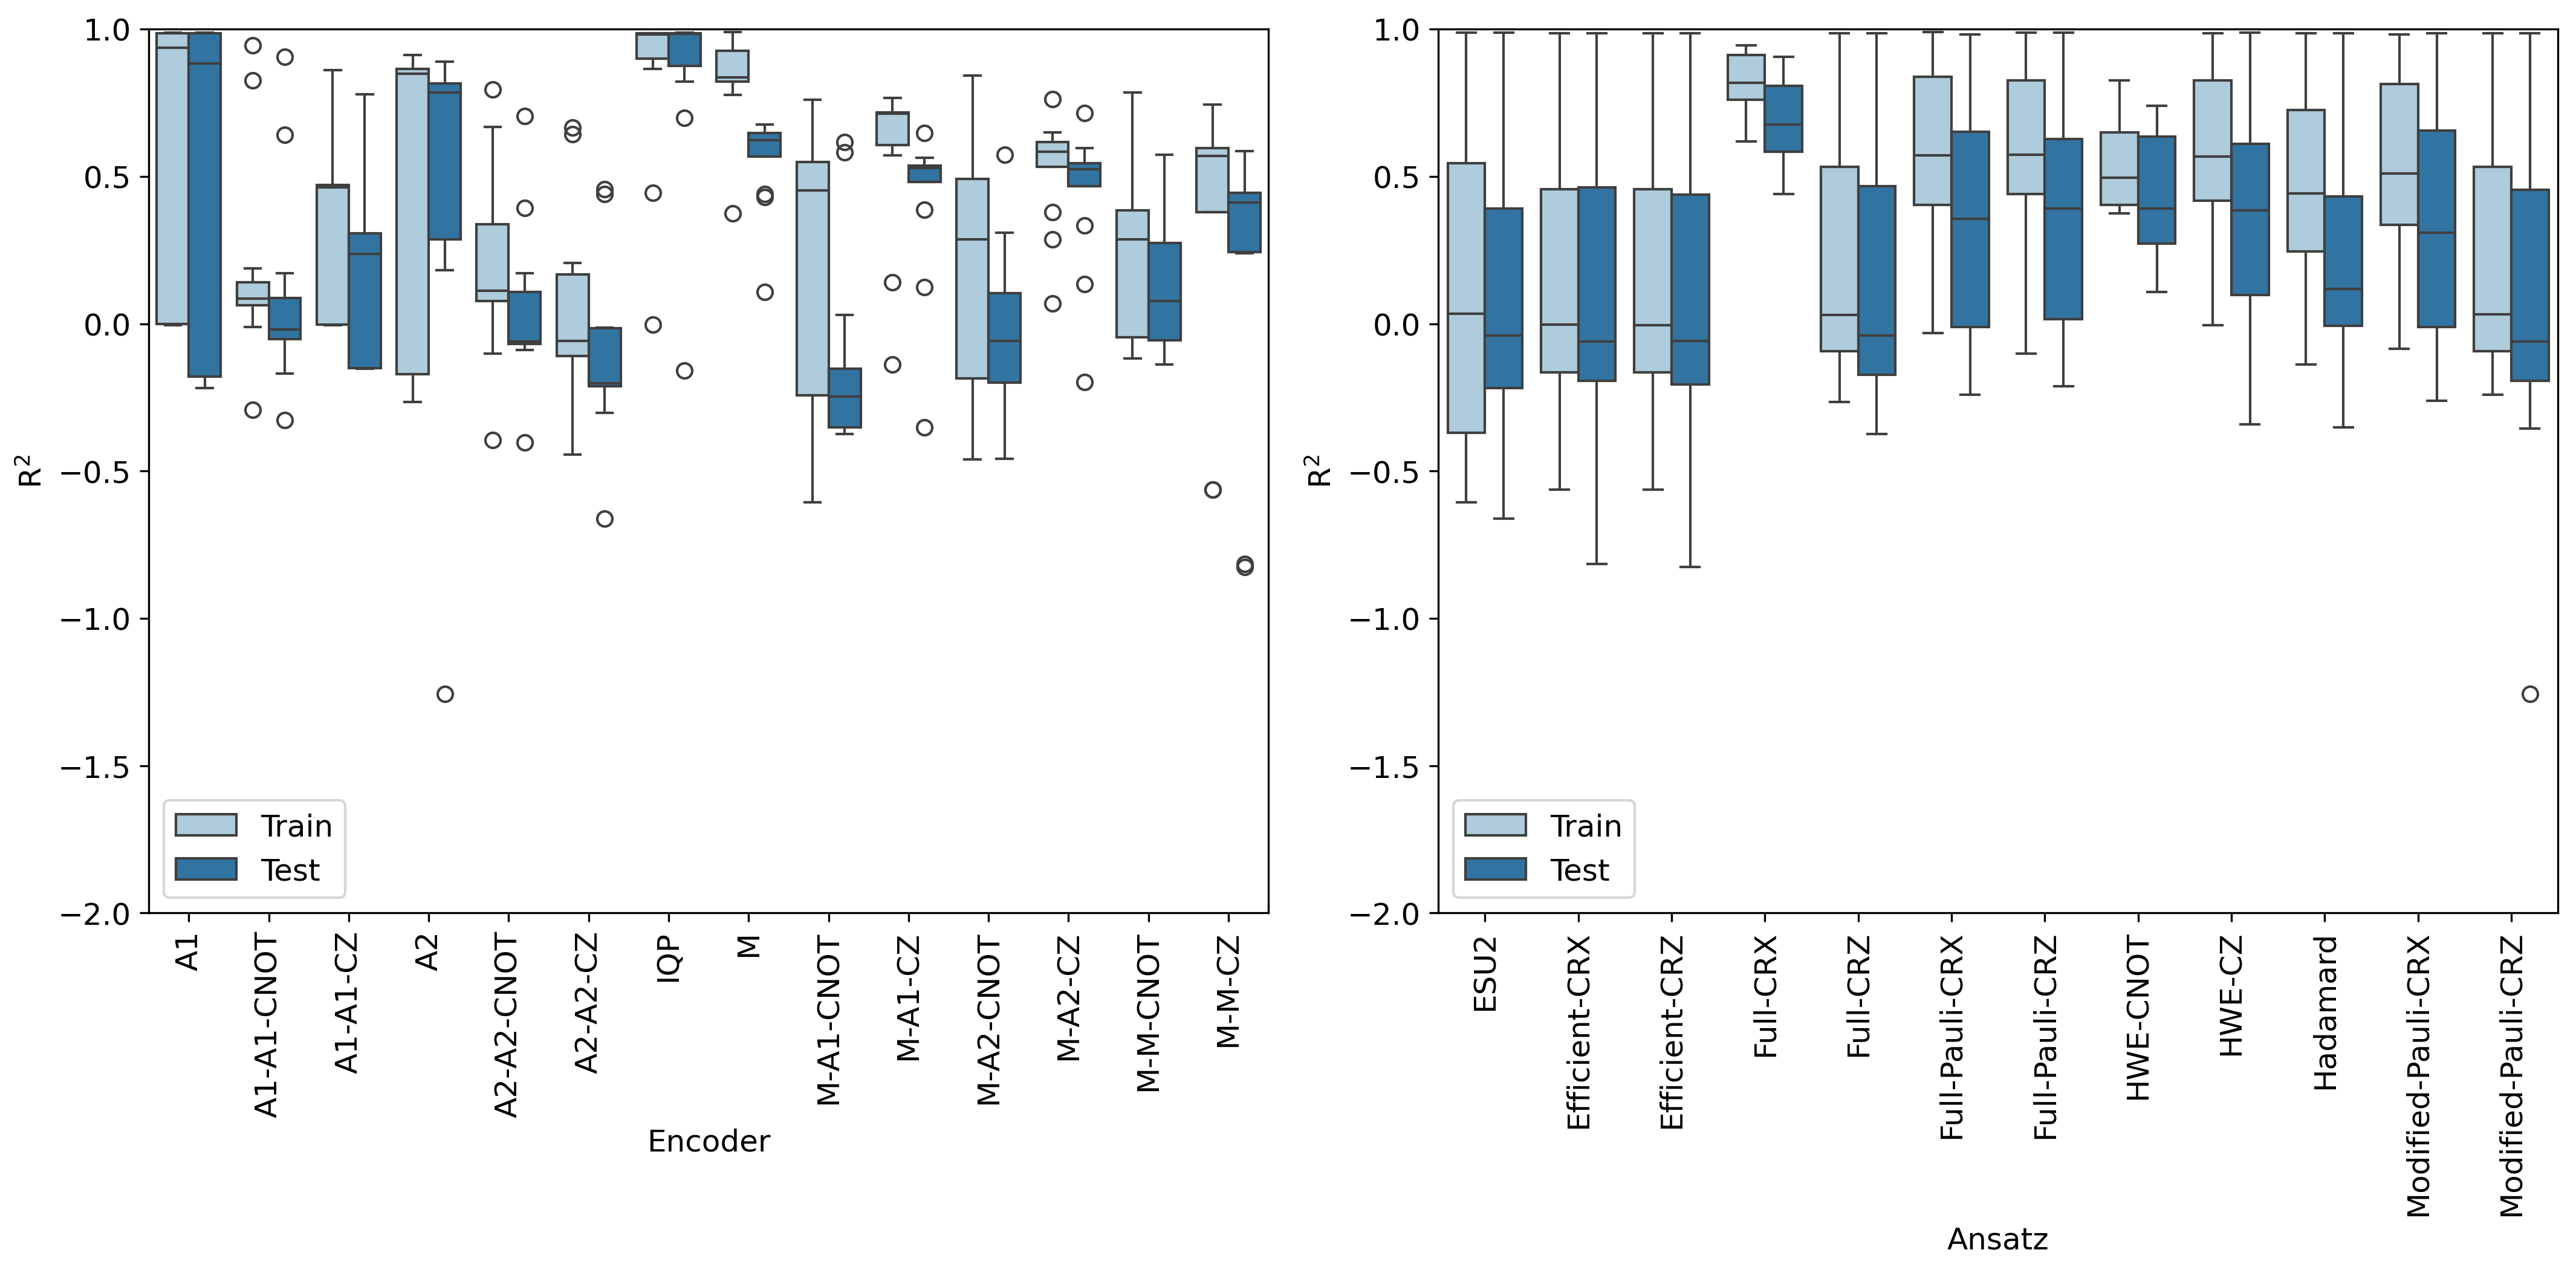 1.0
0.5
0.0
−0.5
−1.0
−1.5
−2.0
R²
Train
Test
A1
A1-A1-CNOT
A1-A1-CZ
A2
A2-A2-CNOT
A2-A2-CZ
IQP
M
M-A1-CNOT
M-A1-CZ
M-A2-CNOT
M-A2-CZ
M-M-CNOT
M-M-CZ
Encoder
1.0
0.5
0.0
−0.5
−1.0
−1.5
−2.0
R²
Train
Test
ESU2
Efficient-CRX
Efficient-CRZ
Full-CRX
Full-CRZ
Full-Pauli-CRX
Full-Pauli-CRZ
HWE-CNOT
HWE-CZ
Hadamard
Modified-Pauli-CRX
Modified-Pauli-CRZ
Ansatz